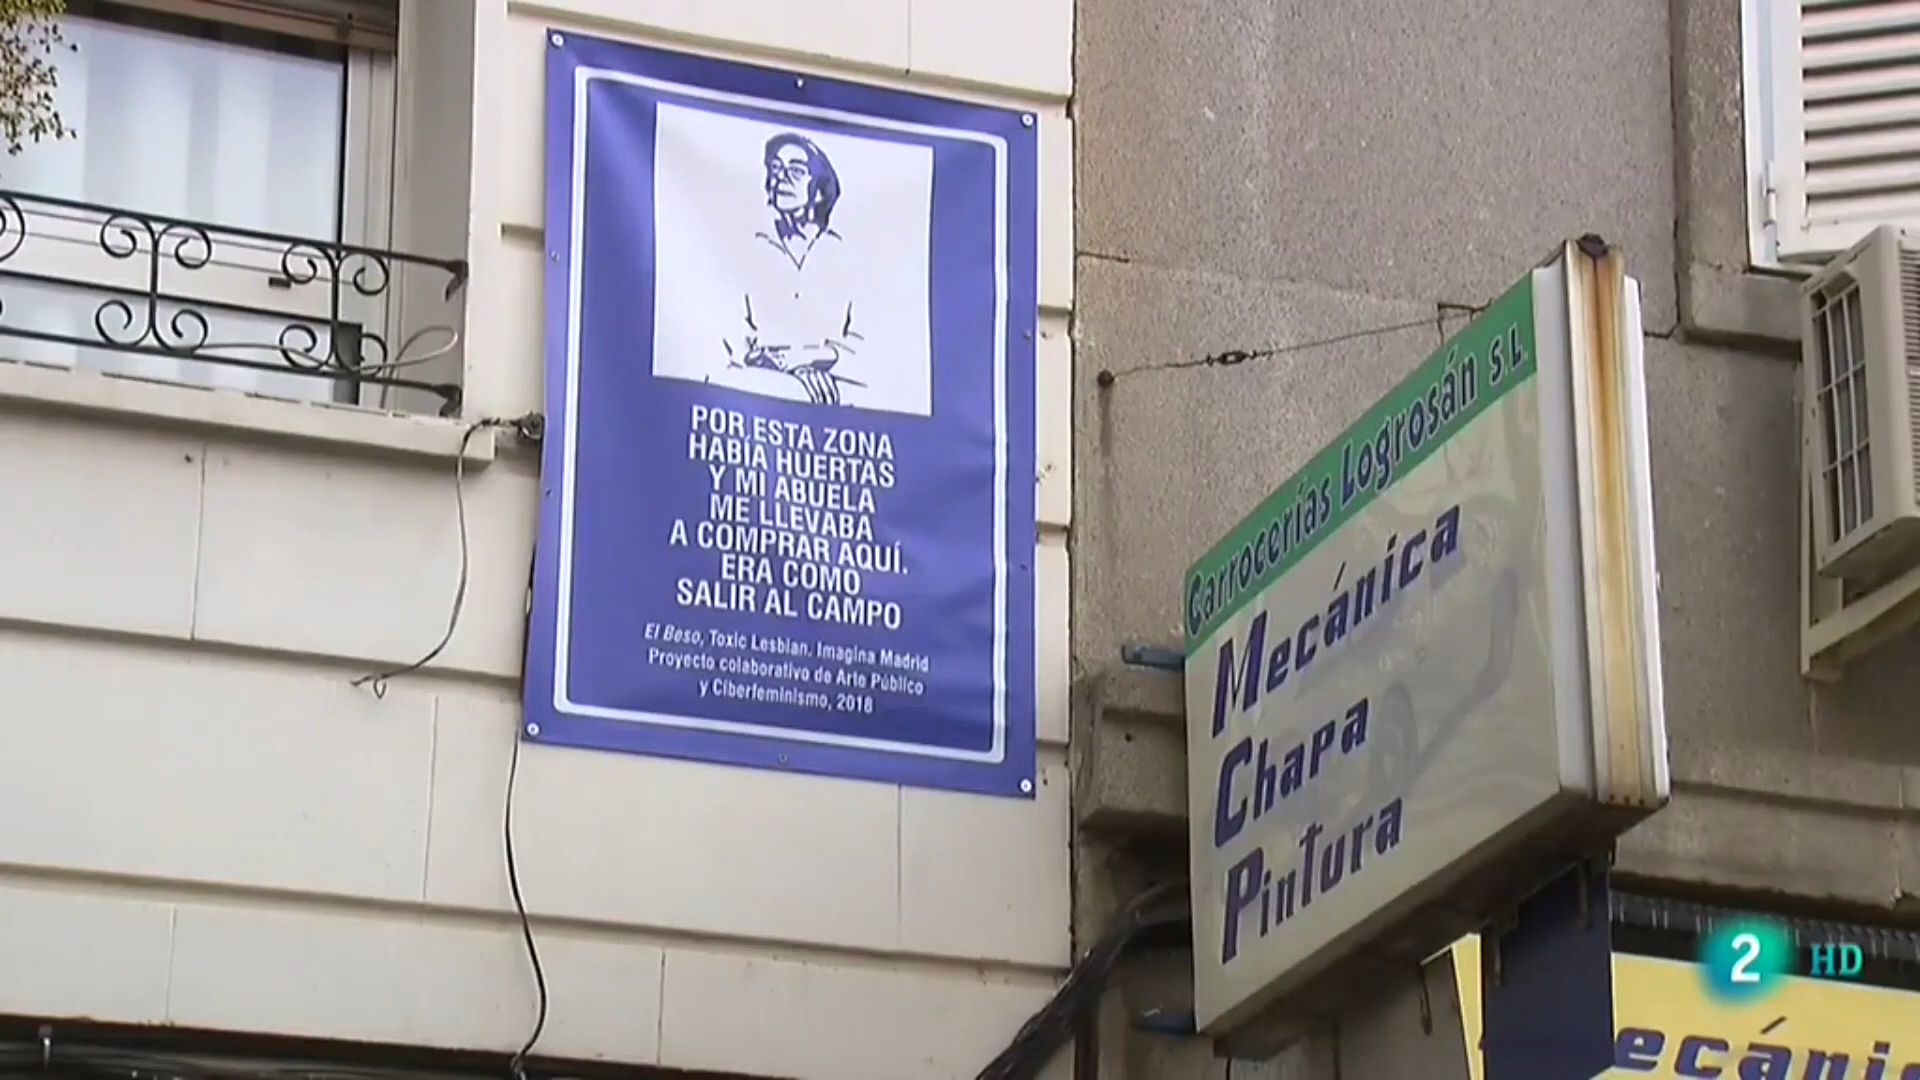 POR ESTA ZONA
HABÍA HUERTAS
Y MI ABUELA
ME LLEVABA
A COMPRAR AQUÍ.
ERA COMO
SALIR AL CAMPO
El Beso, Toxic Lesbian. Imagina Madrid
Proyecto colaborativo de Arte Público
y Ciberfeminismo, 2018
Carrocerías Logrosán S.L.
Mecánica
Chapa
Pintura
2 HD